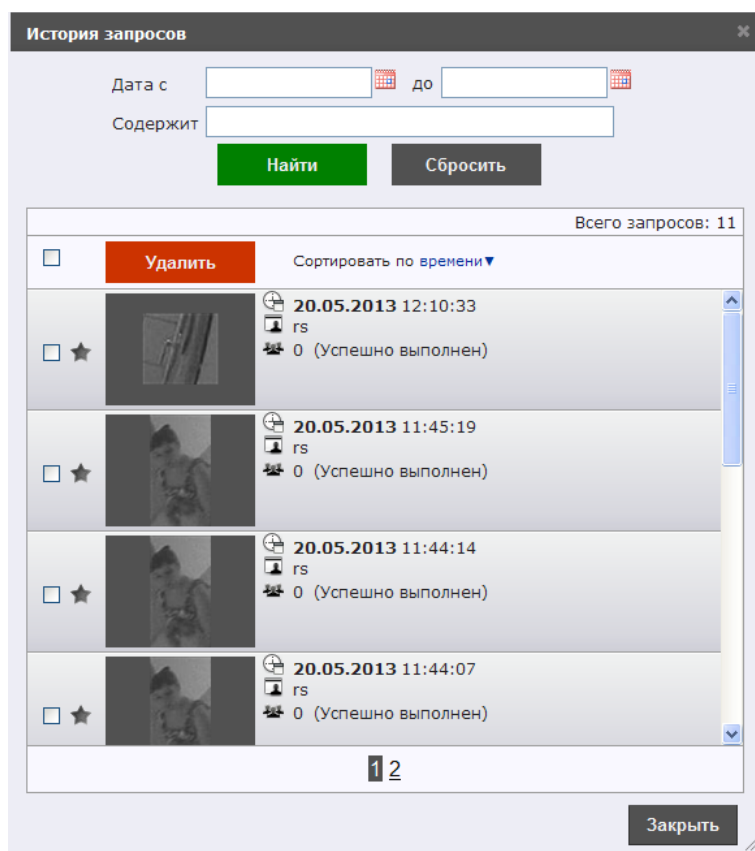 История запросов
Дата с до
Содержит
Найти Сбросить
Всего запросов: 11
Удалить Сортировать по времени▼
20.05.2013 12:10:33
rs
0 (Успешно выполнен)
20.05.2013 11:45:19
rs
0 (Успешно выполнен)
20.05.2013 11:44:14
rs
0 (Успешно выполнен)
20.05.2013 11:44:07
rs
0 (Успешно выполнен)
1 2
Закрыть